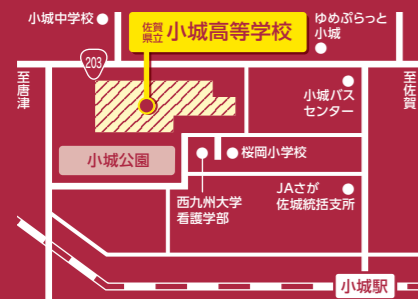 小城中学校
佐賀県立 小城高等学校
ゆめぷらっと
小城
203
至唐津
至佐賀
小城バス
センター
小城公園
桜岡小学校
西九州大学
看護学部
JAさが
佐城統括支所
小城駅